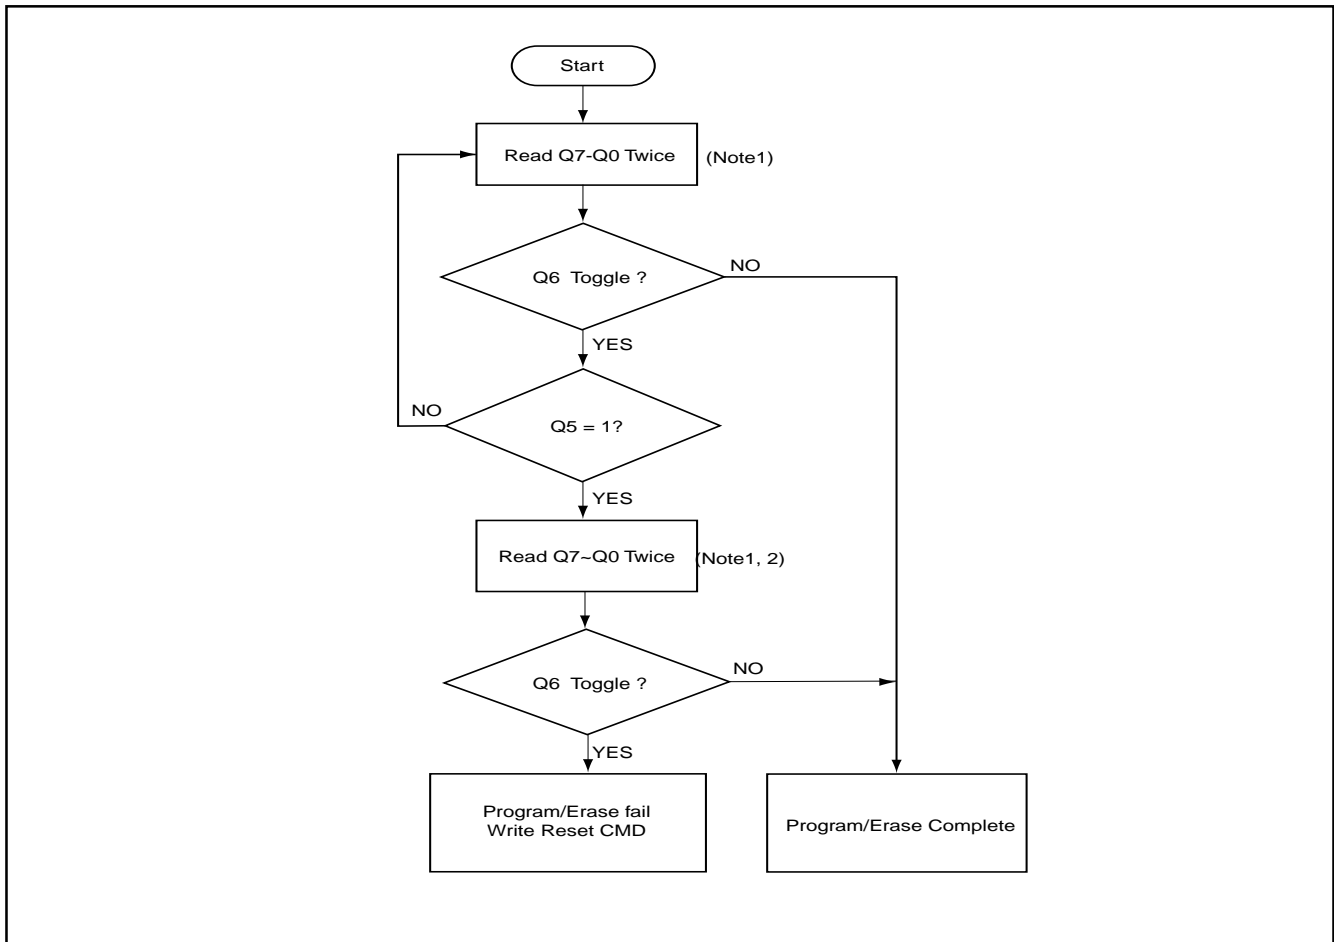 Start
Read Q7-Q0 Twice
(Note1)
Q6 Toggle ?
NO
YES
NO
Q5 = 1?
YES
Read Q7~Q0 Twice
(Note1, 2)
Q6 Toggle ?
NO
YES
Program/Erase fail
Write Reset CMD
Program/Erase Complete